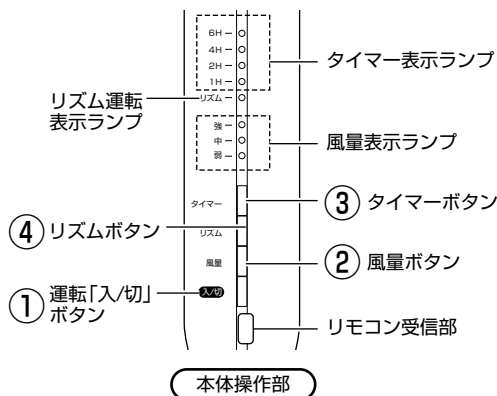 6H
4H
2H
1H
リズム
強
中
弱
タイマー
リズム
風量
入/切
タイマー表示ランプ
リズム運転
表示ランプ
風量表示ランプ
③ タイマーボタン
④ リズムボタン
② 風量ボタン
① 運転「入/切」
ボタン
リモコン受信部
本体操作部